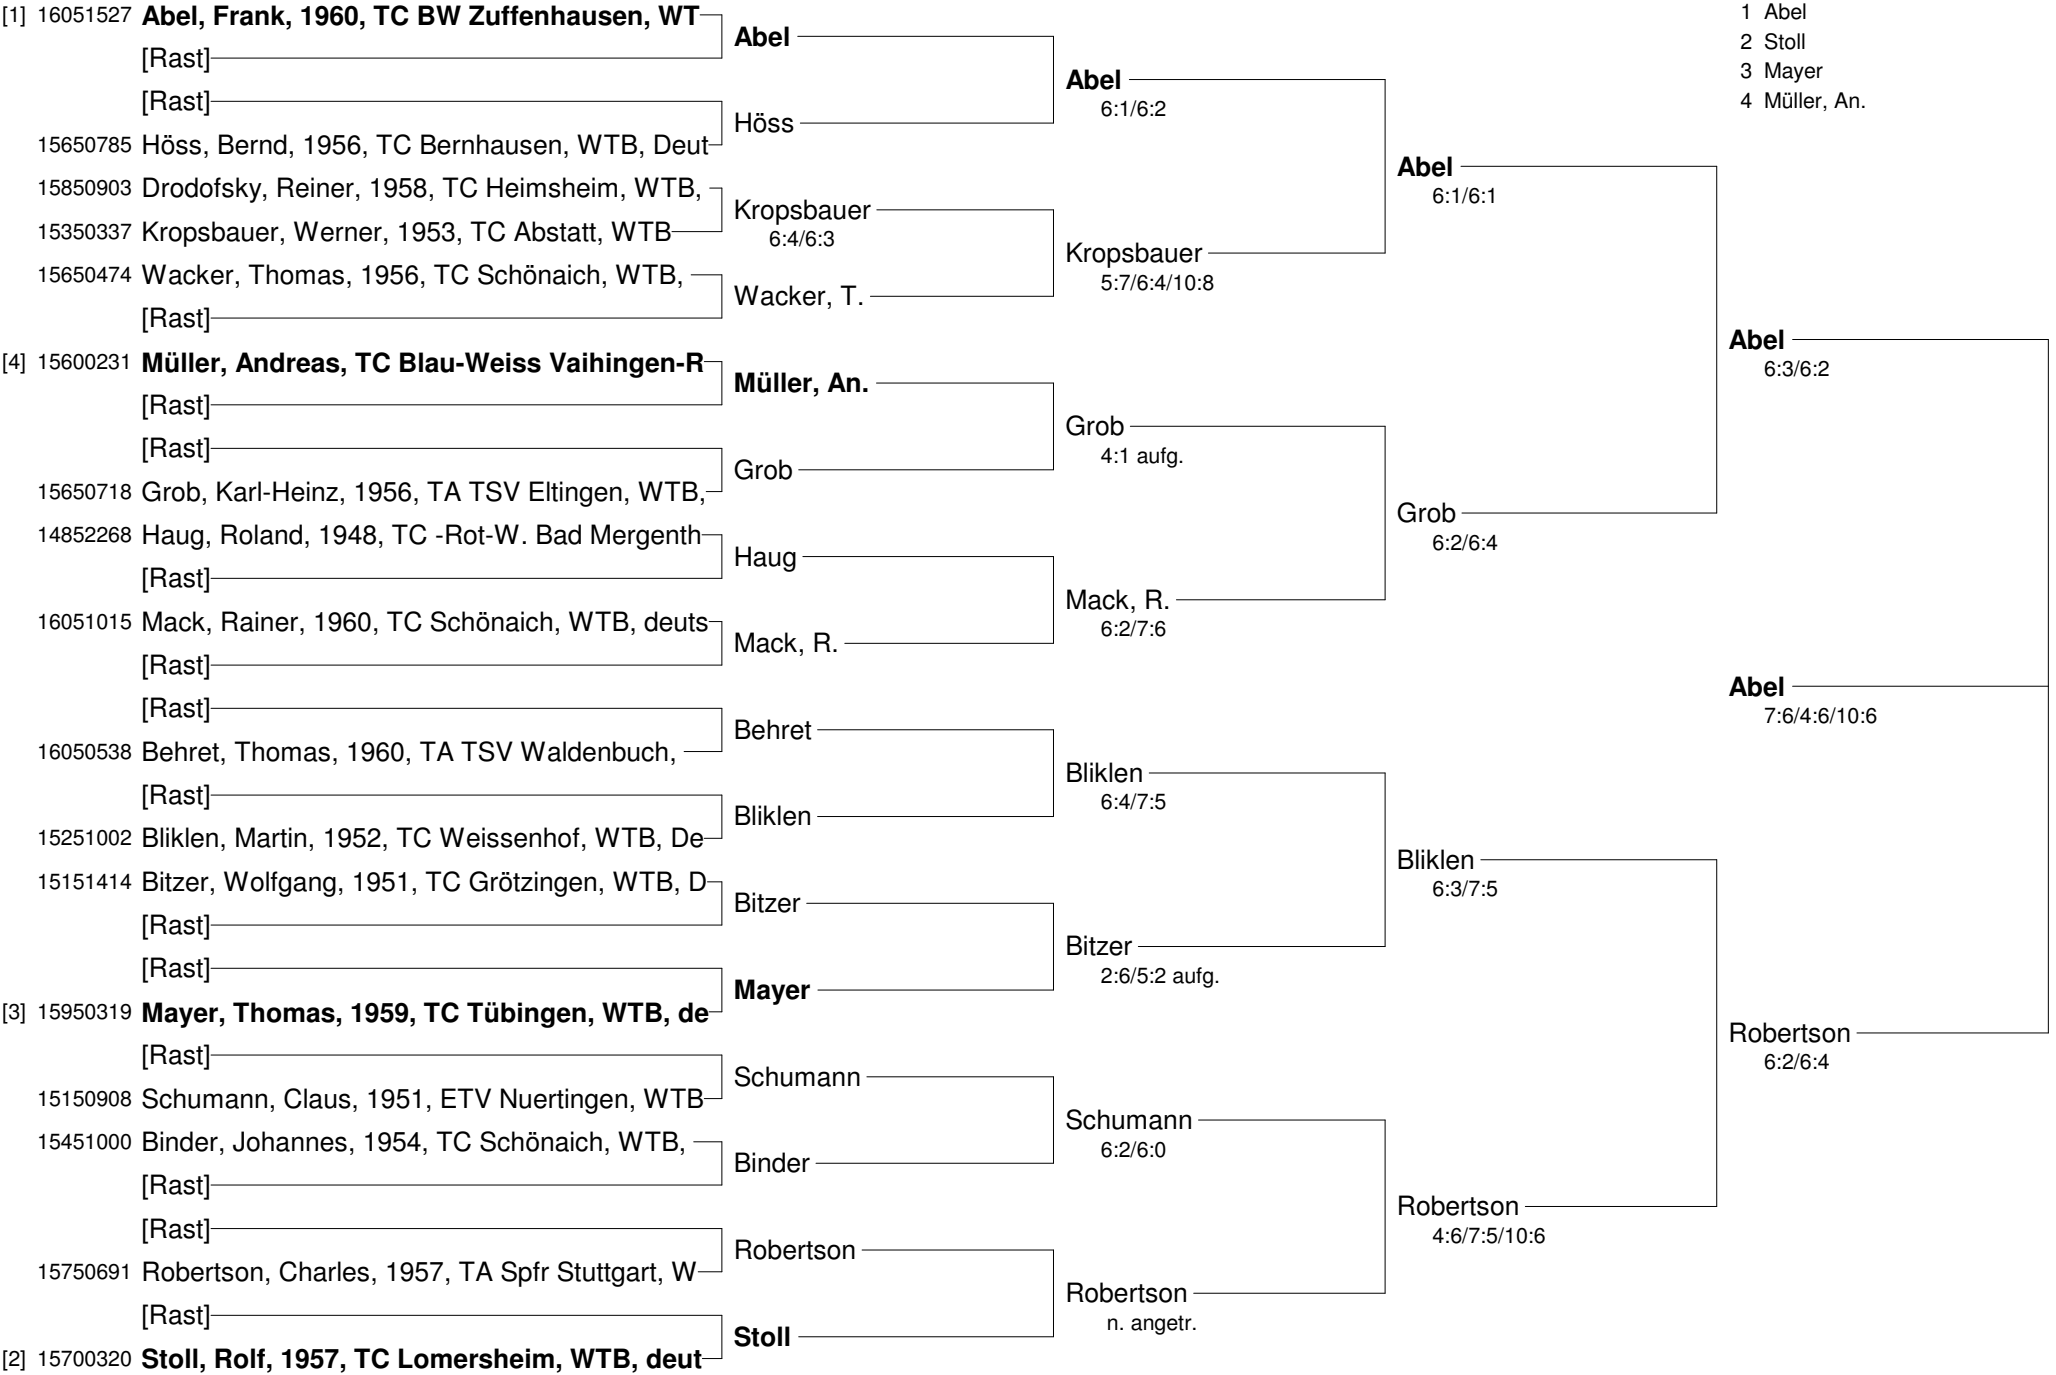 [1] 16051527 Abel, Frank, 1960, TC BW Zuffenhausen, WT
[Rast]
[Rast]
15650785 Höss, Bernd, 1956, TC Bernhausen, WTB, Deut
15850903 Drodofsky, Reiner, 1958, TC Heimsheim, WTB,
15350337 Kropsbauer, Werner, 1953, TC Abstatt, WTB
15650474 Wacker, Thomas, 1956, TC Schönaich, WTB,
[Rast]
[4] 15600231 Müller, Andreas, TC Blau-Weiss Vaihingen-R
[Rast]
[Rast]
15650718 Grob, Karl-Heinz, 1956, TA TSV Eltingen, WTB,
14852268 Haug, Roland, 1948, TC -Rot-W. Bad Mergenth
[Rast]
16051015 Mack, Rainer, 1960, TC Schönaich, WTB, deuts
[Rast]
[Rast]
16050538 Behret, Thomas, 1960, TA TSV Waldenbuch,
[Rast]
15251002 Bliklen, Martin, 1952, TC Weissenhof, WTB, De
15151414 Bitzer, Wolfgang, 1951, TC Grötzingen, WTB, D
[Rast]
[Rast]
[3] 15950319 Mayer, Thomas, 1959, TC Tübingen, WTB, de
[Rast]
15150908 Schumann, Claus, 1951, ETV Nuertingen, WTB
15451000 Binder, Johannes, 1954, TC Schönaich, WTB,
[Rast]
[Rast]
15750691 Robertson, Charles, 1957, TA Spfr Stuttgart, W
[Rast]
[2] 15700320 Stoll, Rolf, 1957, TC Lomersheim, WTB, deut
Abel
Höss
Kropsbauer
6:4/6:3
Wacker, T.
Müller, An.
Grob
Haug
Mack, R.
Behret
Bliklen
Bitzer
Mayer
Schumann
Binder
Robertson
Stoll
Abel
6:1/6:2
Kropsbauer
5:7/6:4/10:8
Grob
4:1 aufg.
Mack, R.
6:2/7:6
Bliklen
6:4/7:5
Bitzer
2:6/5:2 aufg.
Schumann
6:2/6:0
Robertson
n. angetr.
Abel
6:1/6:1
Grob
6:2/6:4
Bliklen
6:3/7:5
Robertson
4:6/7:5/10:6
1 Abel
2 Stoll
3 Mayer
4 Müller, An.
Abel
6:3/6:2
Abel
7:6/4:6/10:6
Robertson
6:2/6:4